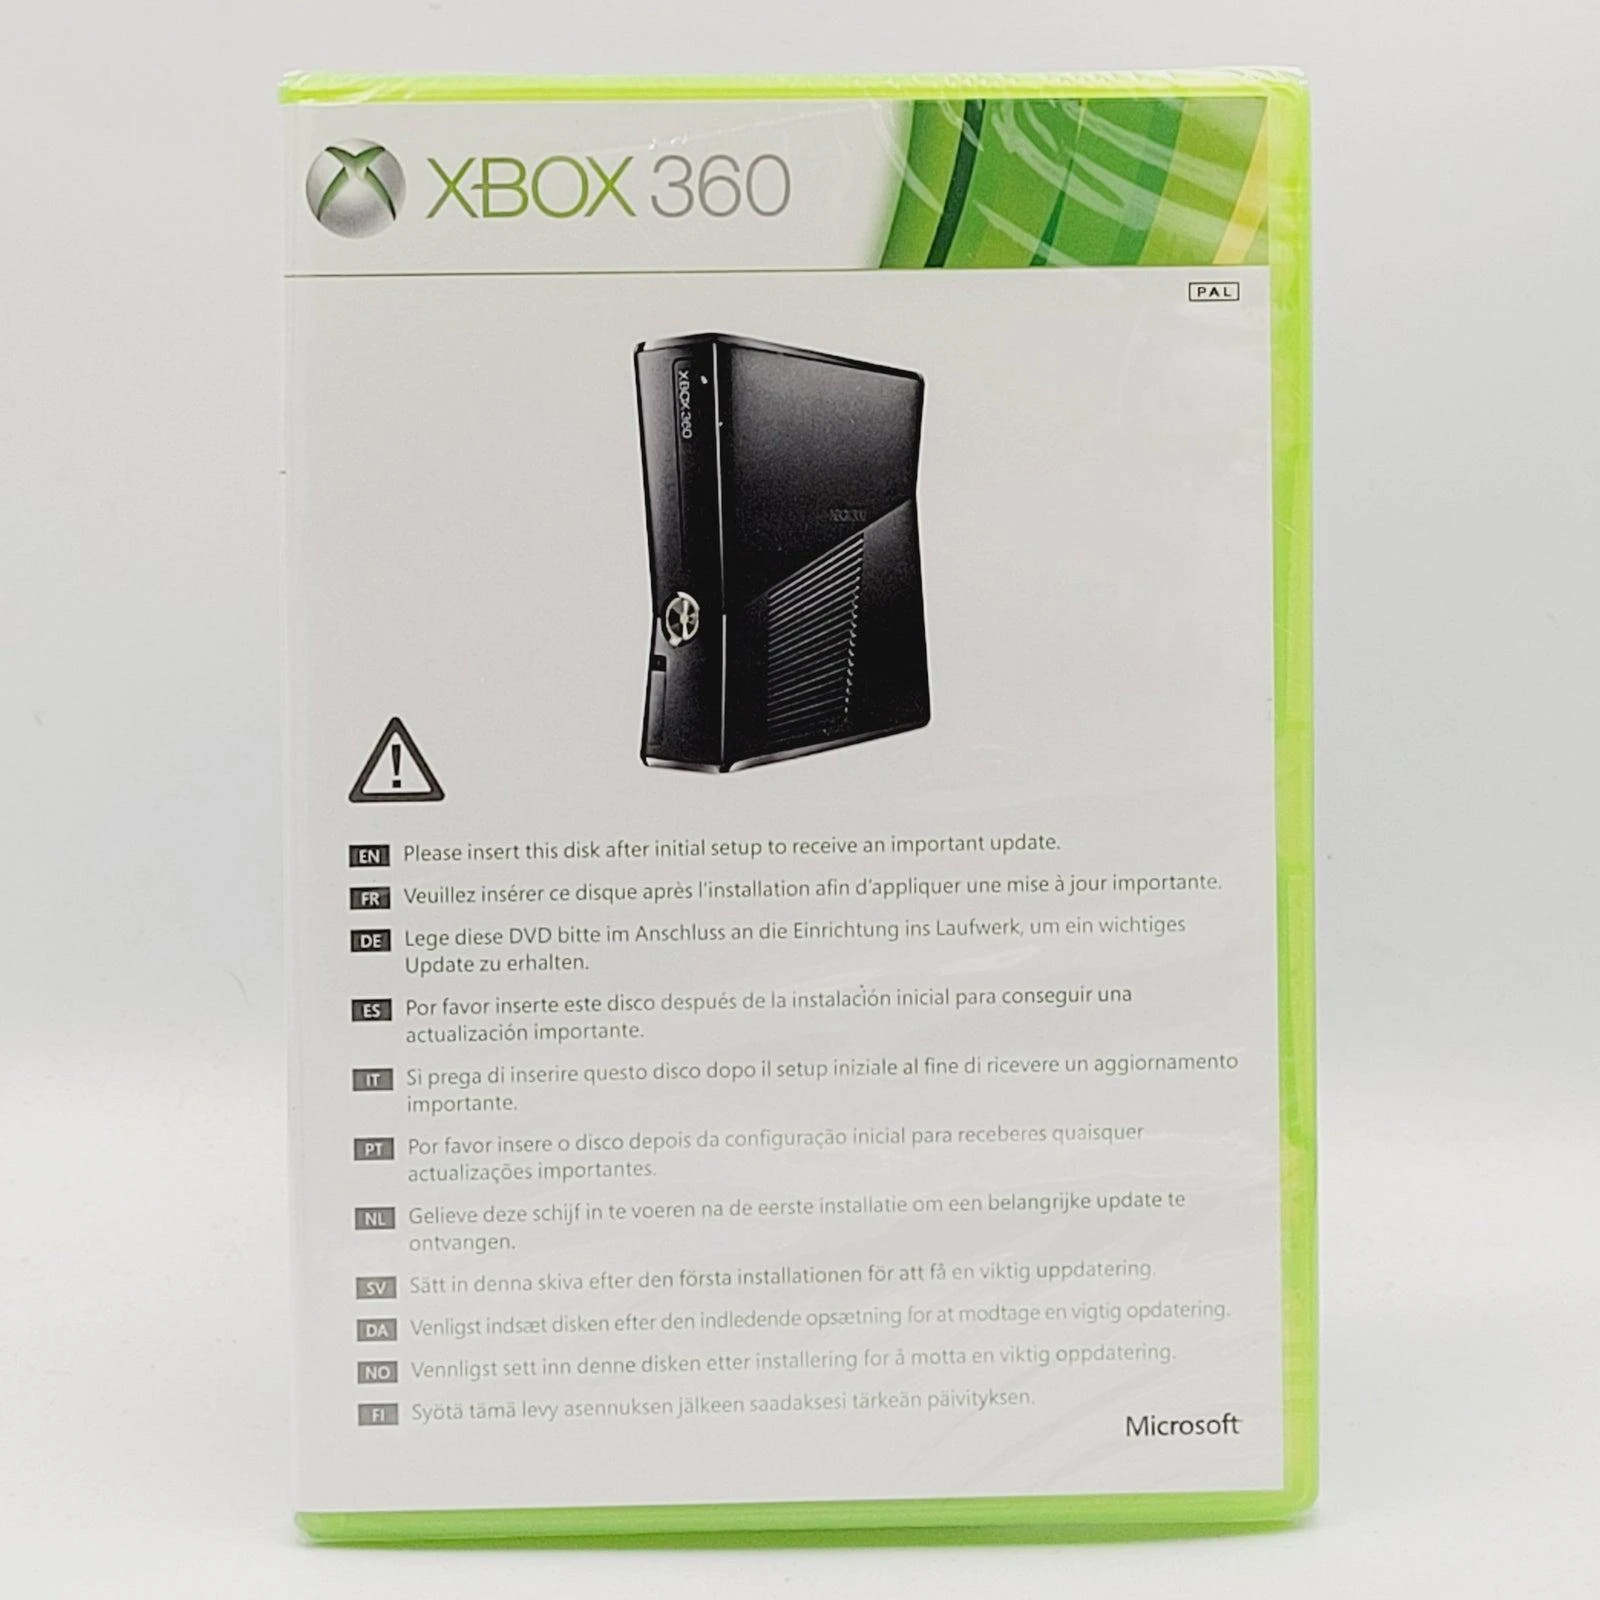 XBOX 360
PAL
XBOX 360
XBOX 360
EN Please insert this disk after initial setup to receive an important update.
FR Veuillez insérer ce disque après l'installation afin d'appliquer une mise à jour importante.
DE Lege diese DVD bitte im Anschluss an die Einrichtung ins Laufwerk, um ein wichtiges
Update zu erhalten.
ES Por favor inserte este disco después de la instalación inicial para conseguir una
actualización importante.
IT Si prega di inserire questo disco dopo il setup iniziale al fine di ricevere un aggiornamento
importante.
PT Por favor insere o disco depois da configuração inicial para receberes quaisquer
actualizações importantes.
NL Gelieve deze schijf in te voeren na de eerste installatie om een belangrijke update te
ontvangen.
SV Sätt in denna skiva efter den första installationen för att få en viktig uppdatering.
DA Venligst indsæt disken efter den indledende opsætning for at modtage en vigtig opdatering.
NO Vennligst sett inn denne disken etter installering for å motta en viktig oppdatering.
FI Syötä tämä levy asennuksen jälkeen saadaksesi tärkeän päivityksen.
Microsoft